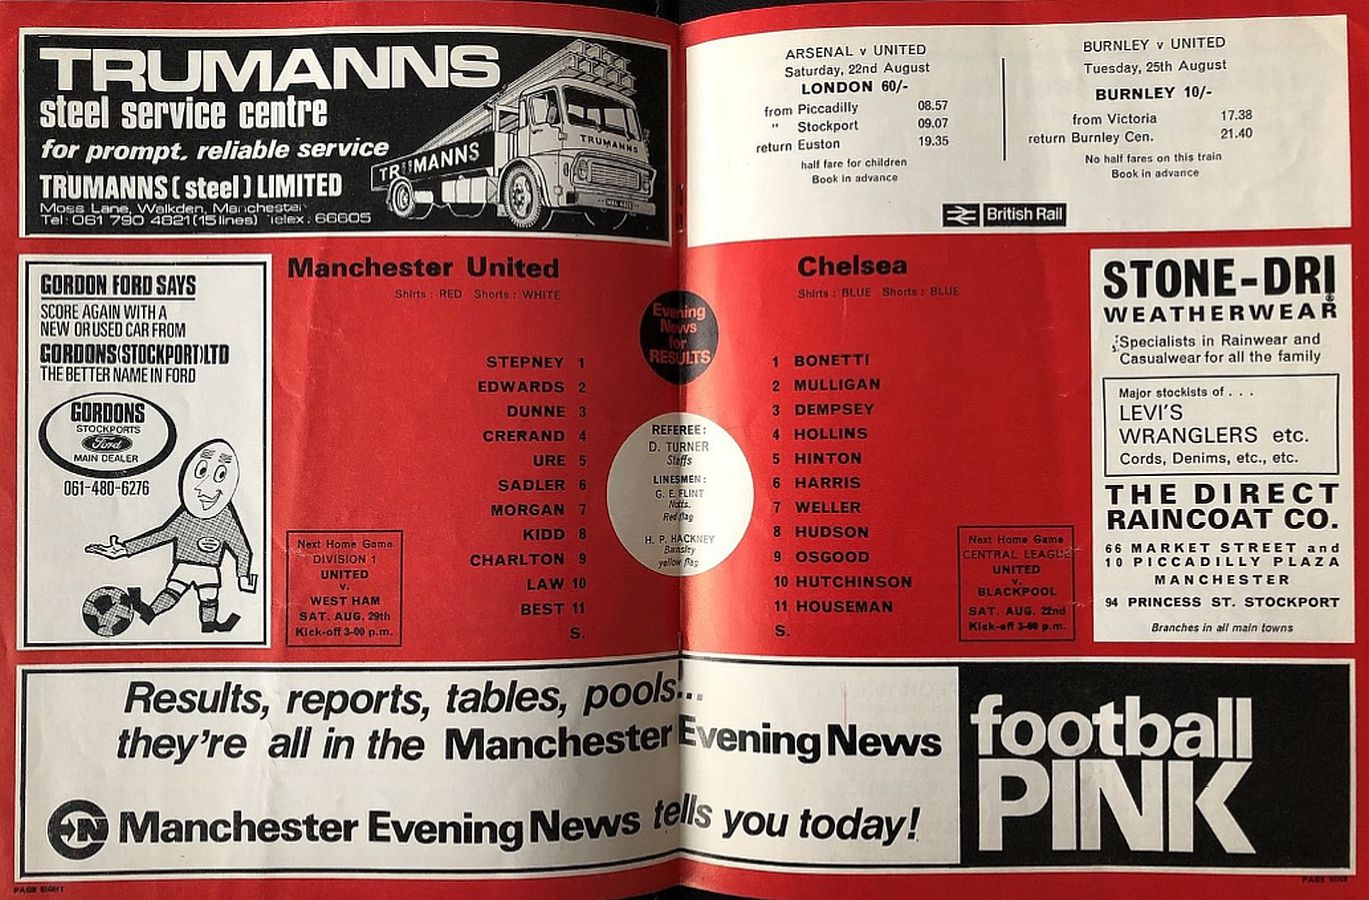 TRUMANNS
steel service centre
for prompt, reliable service
TRUMANNS (steel) LIMITED
Moss Lane, Walkden, Manchester
Tel: 061 790 4821 (15 lines) Telex. 66605
TRUMANNS
TRUMANNS
ARSENAL v UNITED
Saturday, 22nd August
LONDON 60/-
from Piccadilly 08.57
" Stockport 09.07
return Euston 19.35
half fare for children
Book in advance
BURNLEY v UNITED
Tuesday, 25th August
BURNLEY 10/-
from Victoria 17.38
return Burnley Cen. 21.40
No half fares on this train
Book in advance
British Rail
GORDON FORD SAYS
SCORE AGAIN WITH A
NEW OR USED CAR FROM
GORDONS (STOCKPORT) LTD
THE BETTER NAME IN FORD
GORDONS
STOCKPORTS
Ford
MAIN DEALER
061-480-6276
Manchester United
Shirts : RED Shorts : WHITE
STEPNEY 1
EDWARDS 2
DUNNE 3
CRERAND 4
URE 5
SADLER 6
MORGAN 7
KIDD 8
CHARLTON 9
LAW 10
BEST 11
S.
Next Home Game
DIVISION 1
UNITED
v.
WEST HAM
SAT. AUG. 29th
Kick-off 3-00 p.m.
Evening
News
for
RESULTS
REFEREE:
D. TURNER
Staffs
LINESMEN:
G. E. FLINT
Notts.
Red flag
H. P. HACKNEY
Barnsley
yellow flag
Chelsea
Shirts : BLUE Shorts : BLUE
1 BONETTI
2 MULLIGAN
3 DEMPSEY
4 HOLLINS
5 HINTON
6 HARRIS
7 WELLER
8 HUDSON
9 OSGOOD
10 HUTCHINSON
11 HOUSEMAN
S.
Next Home Game
CENTRAL LEAGUE
UNITED
v.
BLACKPOOL
SAT. AUG. 22nd
Kick-off 3-00 p.m.
STONE-DRI
WEATHERWEAR
Specialists in Rainwear and
Casualwear for all the family
Major stockists of . . .
LEVI'S
WRANGLERS etc.
Cords, Denims, etc., etc.
THE DIRECT
RAINCOAT CO.
66 MARKET STREET and
10 PICCADILLY PLAZA
MANCHESTER
94 PRINCESS ST. STOCKPORT
Branches in all main towns
Results, reports, tables, pools...
they're all in the Manchester Evening News
Manchester Evening News tells you today!
football
PINK
PAGE EIGHT
PAGE NINE